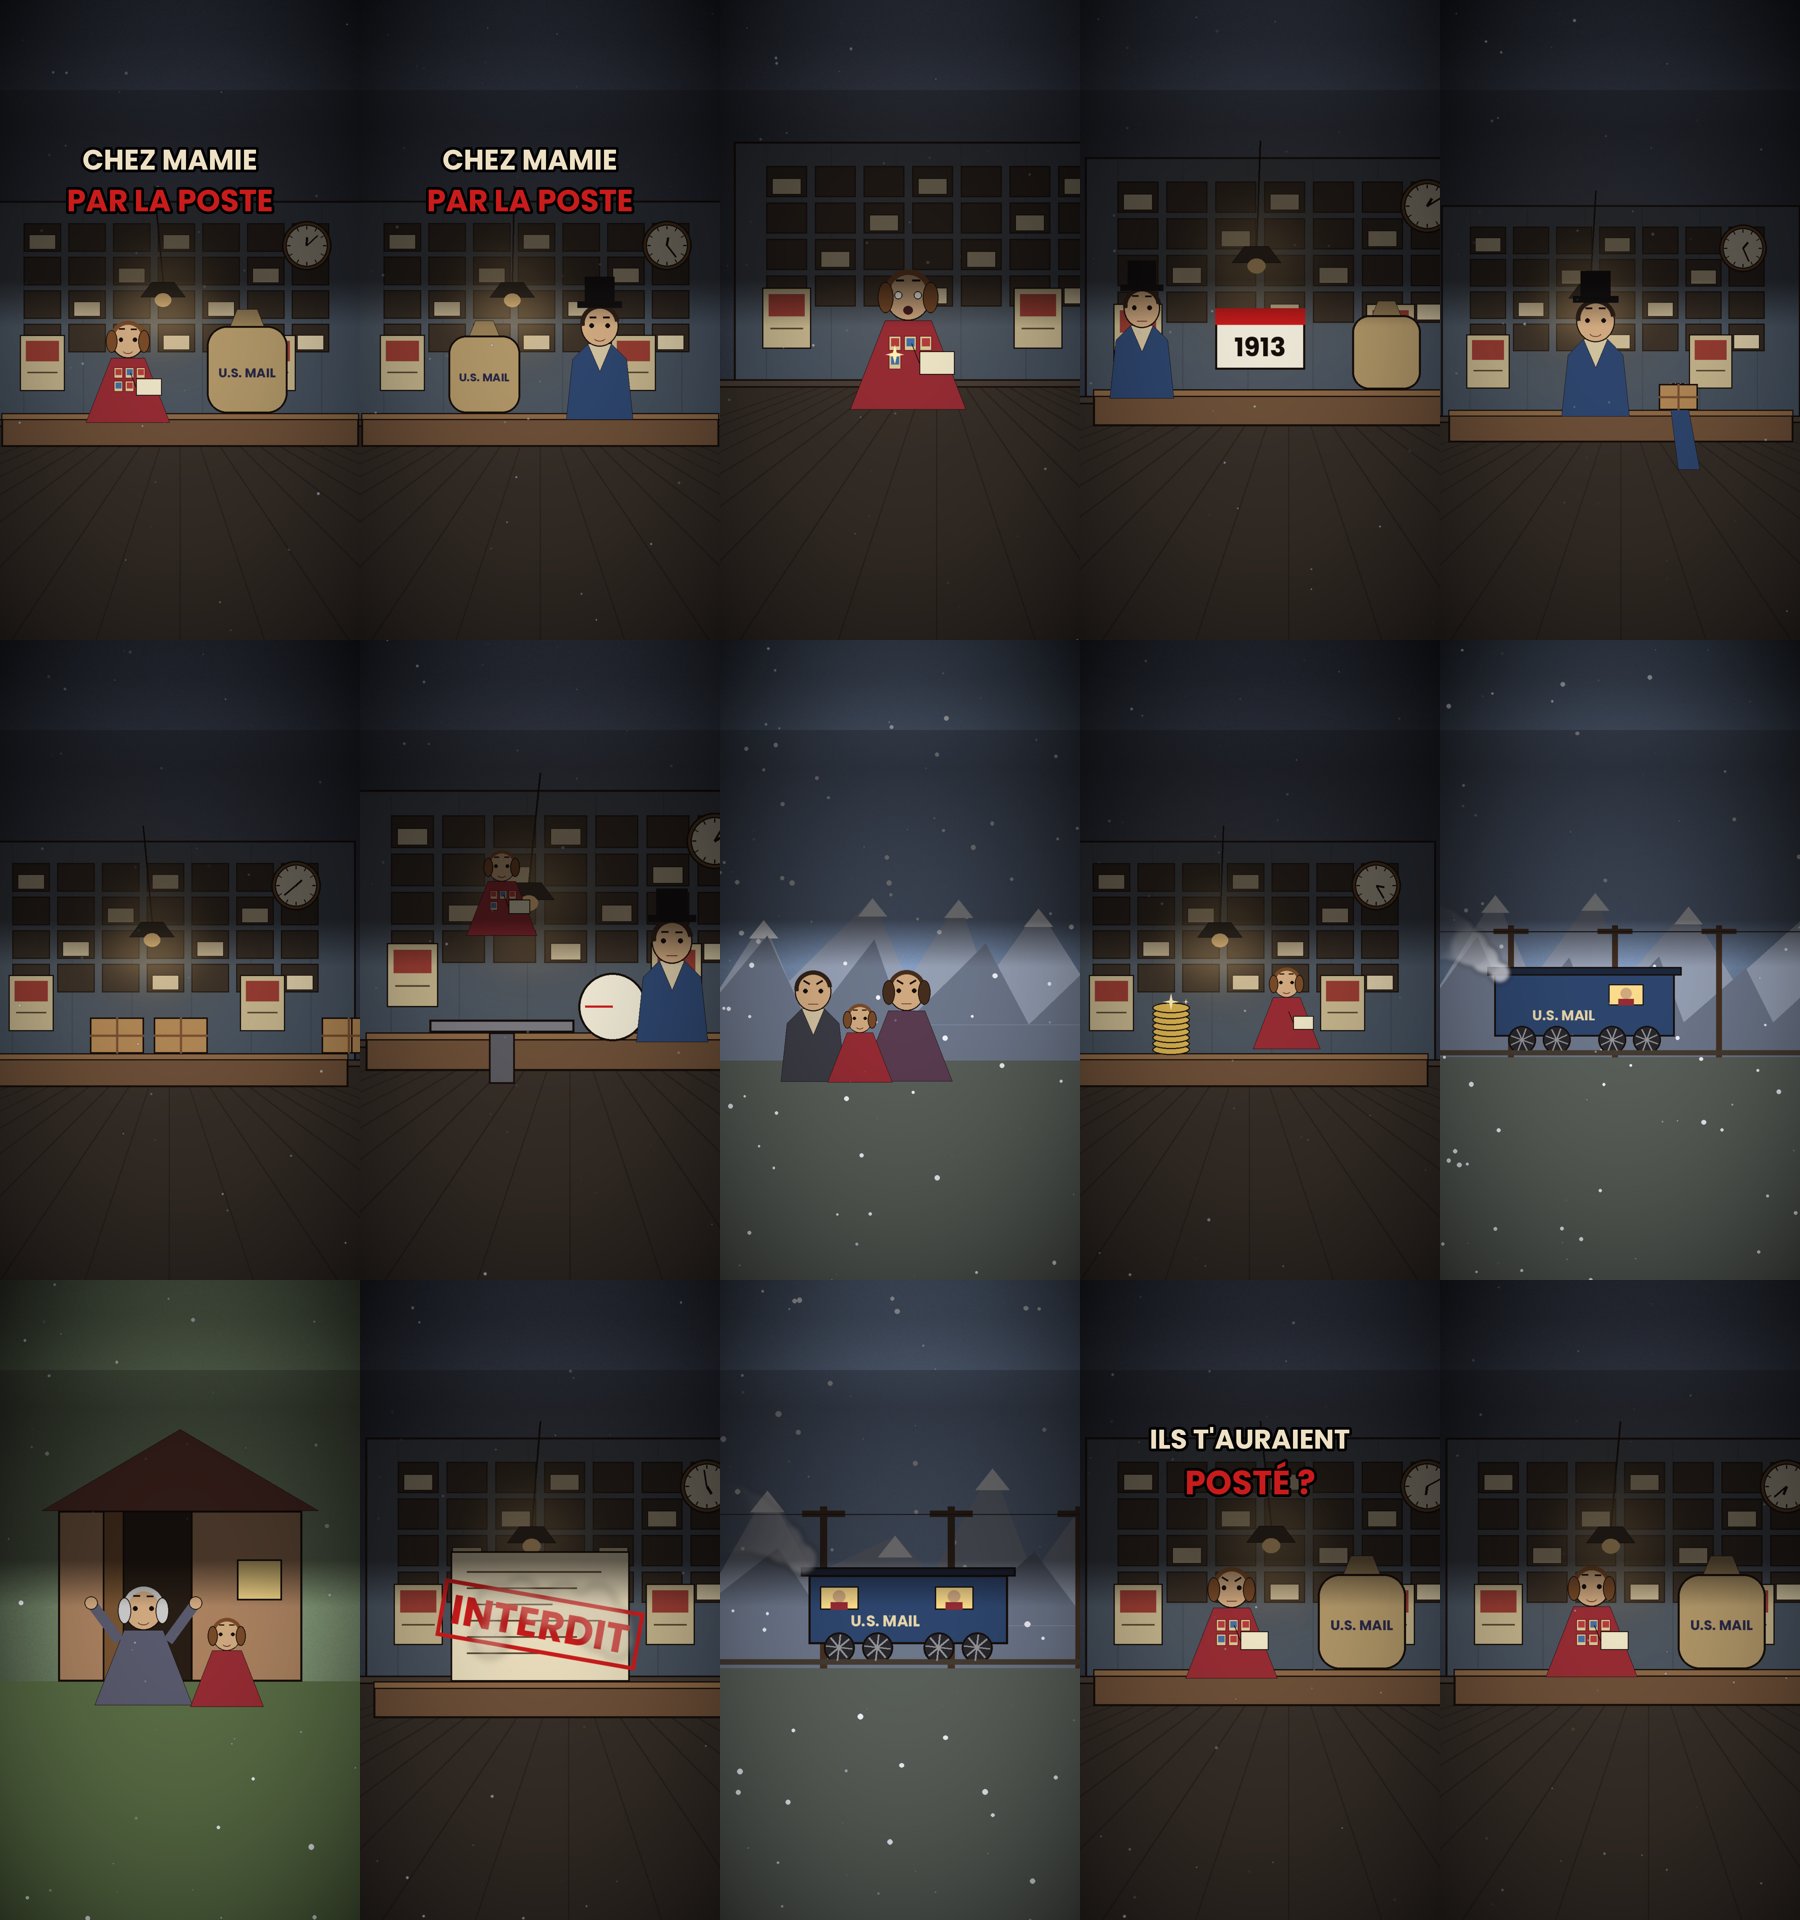 CHEZ MAMIE
PAR LA POSTE
U.S. MAIL
CHEZ MAMIE
PAR LA POSTE
U.S. MAIL
1913
U.S. MAIL
INTERDIT
U.S. MAIL
ILS T'AURAIENT
POSTÉ ?
U.S. MAIL
U.S. MAIL